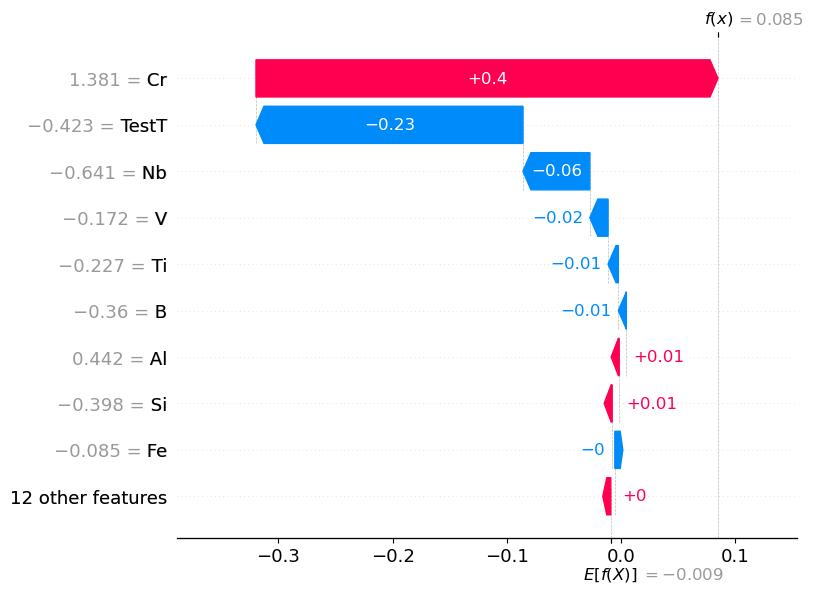 f(x) = 0.085
1.381 = Cr
+0.4
−0.423 = TestT
−0.23
−0.641 = Nb
−0.06
−0.172 = V
−0.02
−0.227 = Ti
−0.01
−0.36 = B
−0.01
0.442 = Al
+0.01
−0.398 = Si
+0.01
−0.085 = Fe
−0
12 other features
+0
−0.3
−0.2
−0.1
0.0
0.1
E[f(X)] = −0.009